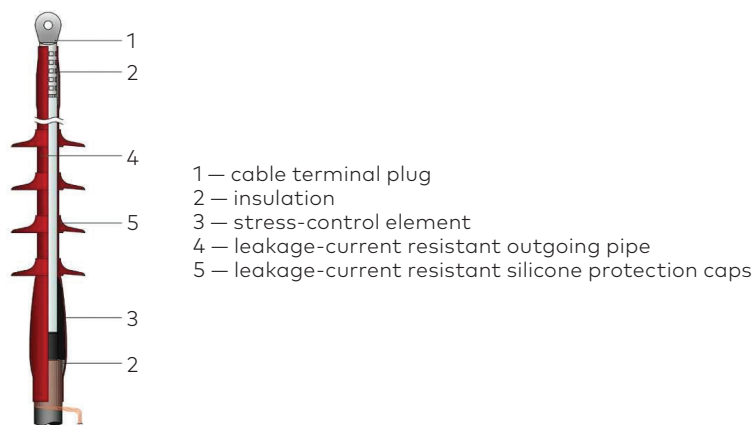 1
2
4
5
3
2
1 — cable terminal plug
2 — insulation
3 — stress-control element
4 — leakage-current resistant outgoing pipe
5 — leakage-current resistant silicone protection caps